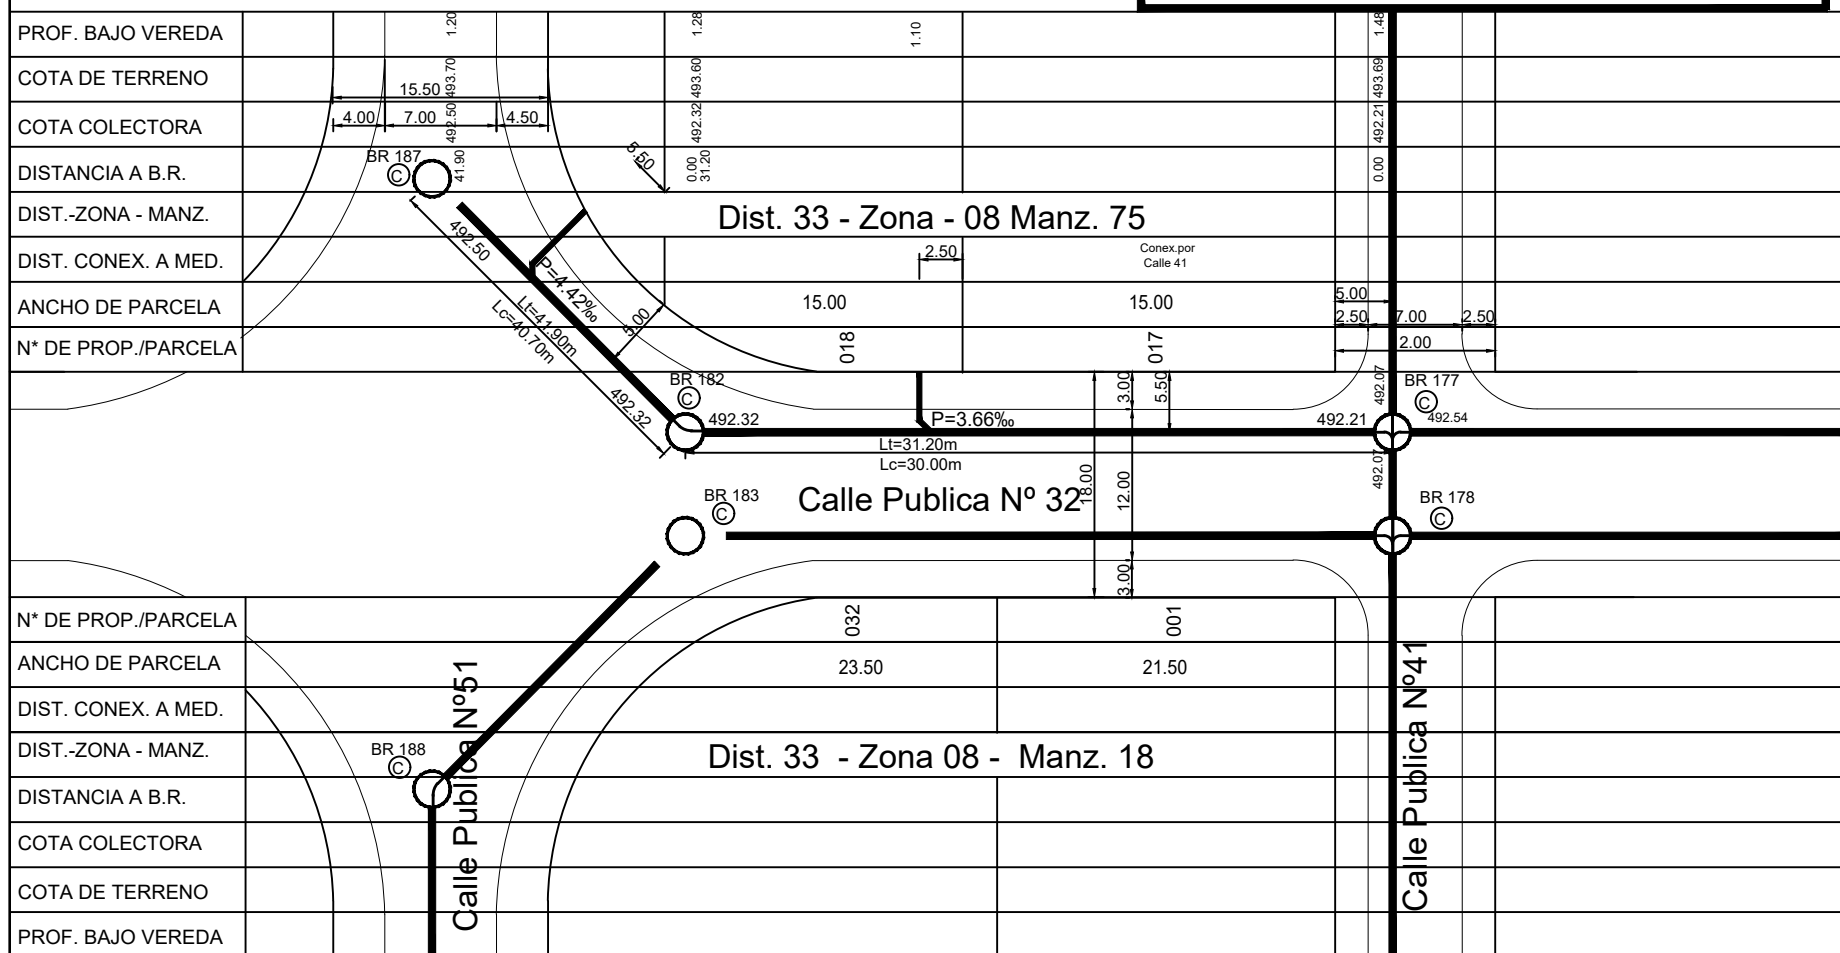 PROF. BAJO VEREDA 1.20 1.28 1.10 1.48
COTA DE TERRENO 493.70 493.60 493.69
15.50
COTA COLECTORA 4.00 7.00 492.50 4.50 492.32 492.21
BR 187 C
DISTANCIA A B.R. 41.90 5.50 0.00 31.20 0.00
DIST.-ZONA - MANZ. Dist. 33 - Zona - 08 Manz. 75
492.50
DIST. CONEX. A MED. 2.50 Conex.por
Calle 41
P=4.42‰
ANCHO DE PARCELA 15.00 15.00 5.00
Lt=41.90m
Lc=40.70m
5.00
2.50 7.00 2.50
N* DE PROP./PARCELA 018 017 2.00
BR 182 C
BR 177 C
492.32
3.00 5.50 492.07
492.32 P=3.66‰ 492.21 492.54
Lt=31.20m
Lc=30.00m
18.00 12.00 492.07
BR 183 C
Calle Publica Nº 32
BR 178 C
3.00
N* DE PROP./PARCELA 032 001
ANCHO DE PARCELA 23.50 21.50
DIST. CONEX. A MED.
DIST.-ZONA - MANZ. BR 188 C Dist. 33 - Zona 08 - Manz. 18
DISTANCIA A B.R.
Calle Publica Nº51
Calle Publica Nº41
COTA COLECTORA
COTA DE TERRENO
PROF. BAJO VEREDA